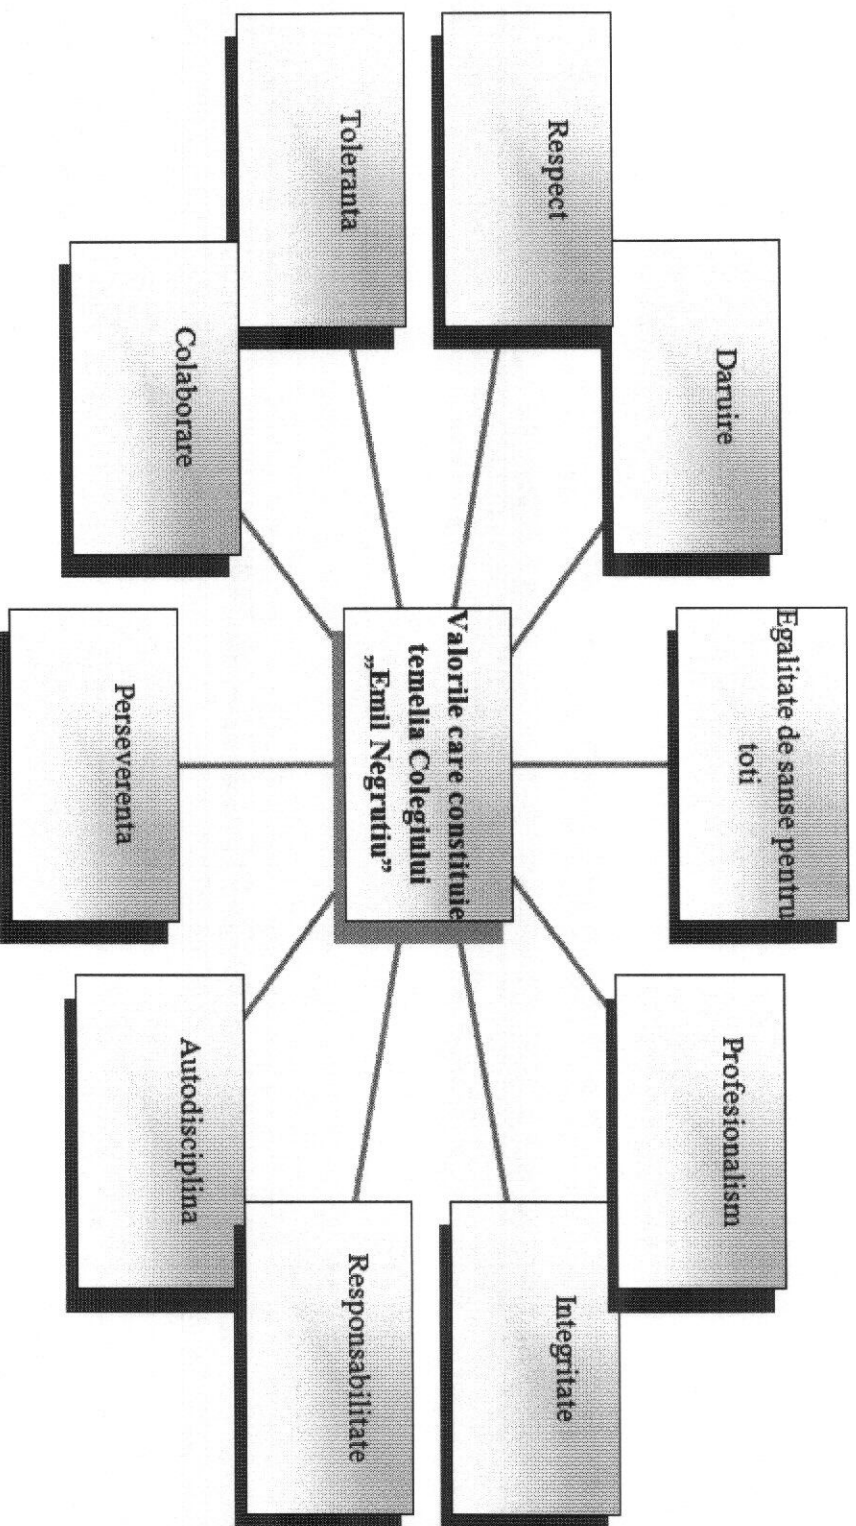 Egalitate de sanse pentru
toti
Daruire
Profesionalism
Respect
Integritate
Valorile care constituie
temelia Colegiului
„Emil Negrutiu”
Toleranta
Responsabilitate
Colaborare
Autodisciplina
Perseverenta